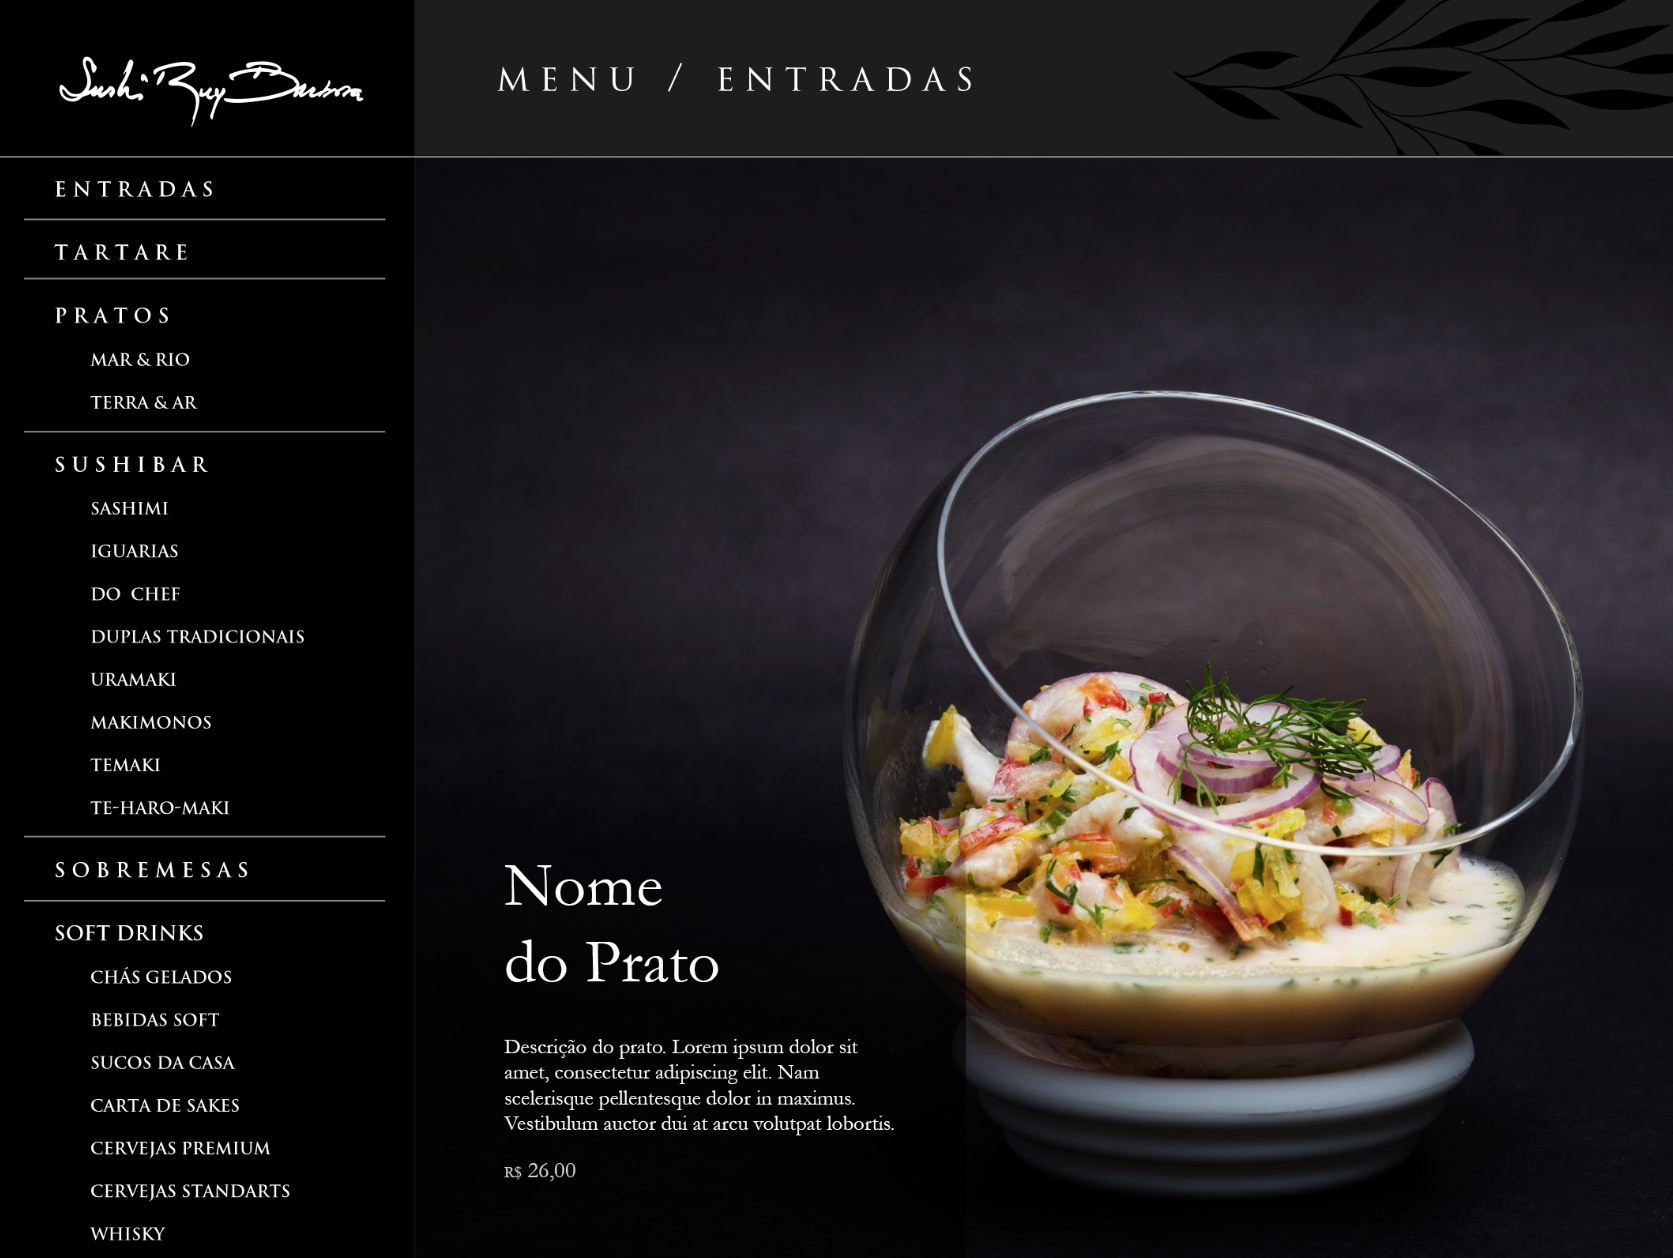 Sushi Ruy Barbosa
MENU / ENTRADAS
ENTRADAS
TARTARE
PRATOS
MAR & RIO
TERRA & AR
SUSHIBAR
SASHIMI
IGUARIAS
DO CHEF
DUPLAS TRADICIONAIS
URAMAKI
MAKIMONOS
TEMAKI
TE-HARO-MAKI
SOBREMESAS
SOFT DRINKS
CHÁS GELADOS
BEBIDAS SOFT
SUCOS DA CASA
CARTA DE SAKES
CERVEJAS PREMIUM
CERVEJAS STANDARTS
WHISKY
Nome
do Prato
Descrição do prato. Lorem ipsum dolor sit
amet, consectetur adipiscing elit. Nam
scelerisque pellentesque dolor in maximus.
Vestibulum auctor dui at arcu volutpat lobortis.
R$ 26,00